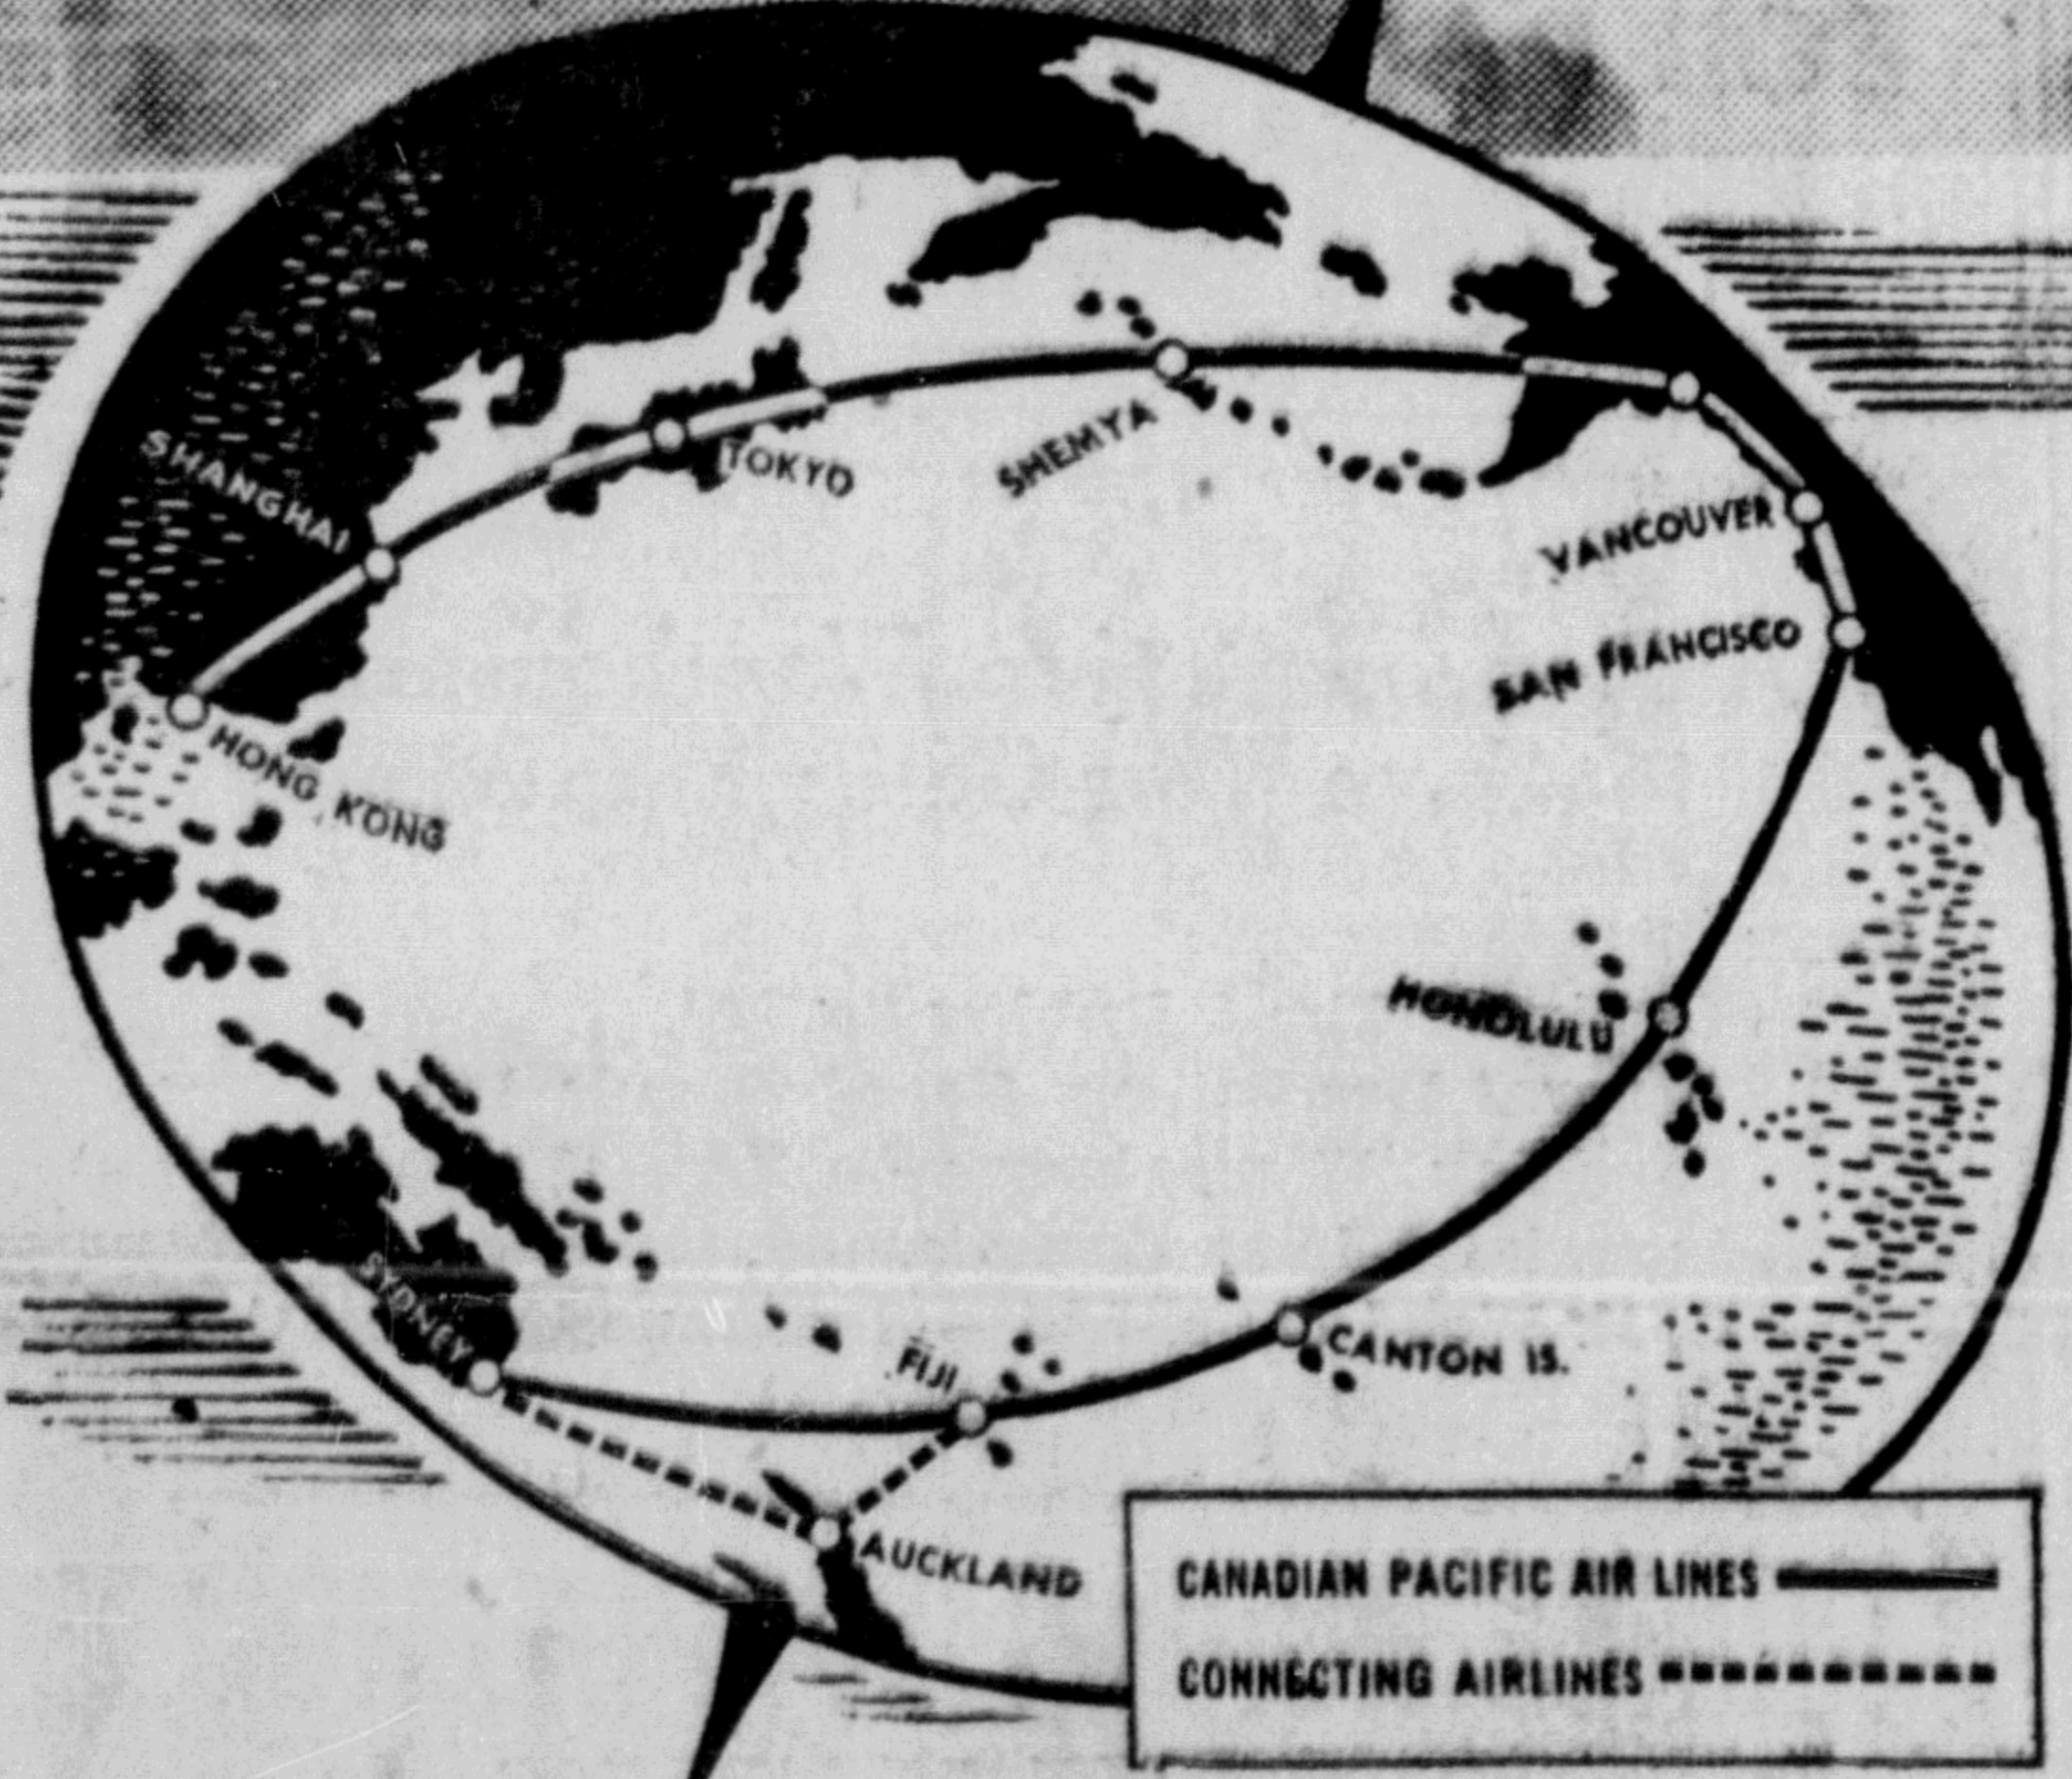 SHANGHAI
TOKYO
SHEMYA
VANCOUVER
SAN FRANCISCO
HONG KONG
HONOLULU
SYDNEY
FIJI
CANTON IS.
AUCKLAND
CANADIAN PACIFIC AIR LINES
CONNECTING AIRLINES